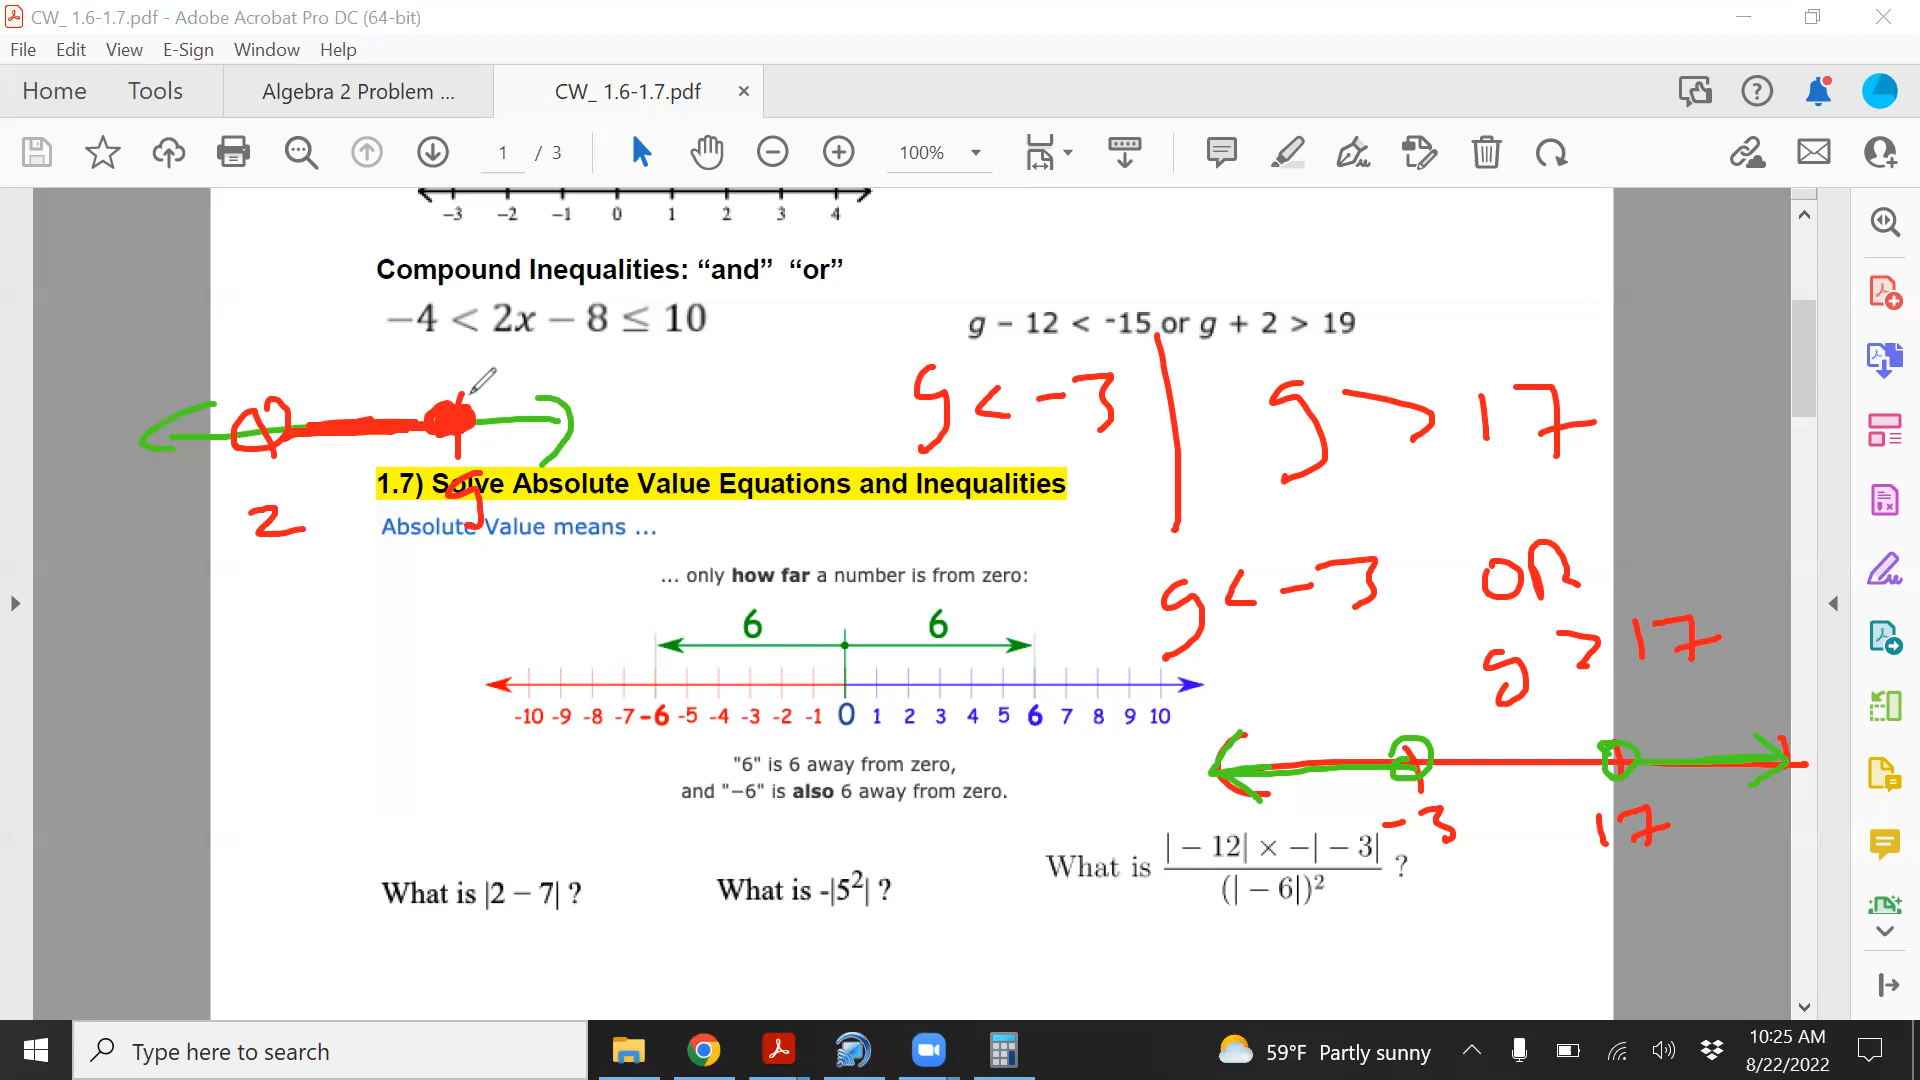 CW_ 1.6-1.7.pdf - Adobe Acrobat Pro DC (64-bit)
File Edit View E-Sign Window Help
Home Tools Algebra 2 Problem ... CW_ 1.6-1.7.pdf ×
1 / 3 100%
-3 -2 -1 0 1 2 3 4
Compound Inequalities: “and” “or”
−4 < 2x − 8 ≤ 10
g – 12 < -15 or g + 2 > 19
g < -3 g > 17
2 9
1.7) Solve Absolute Value Equations and Inequalities
Absolute Value means ...
... only how far a number is from zero:
g < -3 OR
g > 17
6 6
-10 -9 -8 -7 -6 -5 -4 -3 -2 -1 0 1 2 3 4 5 6 7 8 9 10
"6" is 6 away from zero,
and "−6" is also 6 away from zero.
-3 17
What is |2 − 7| ?
What is -|5²| ?
What is |− 12| × −|− 3| / (|− 6|)² ?
Type here to search
59°F Partly sunny
10:25 AM
8/22/2022